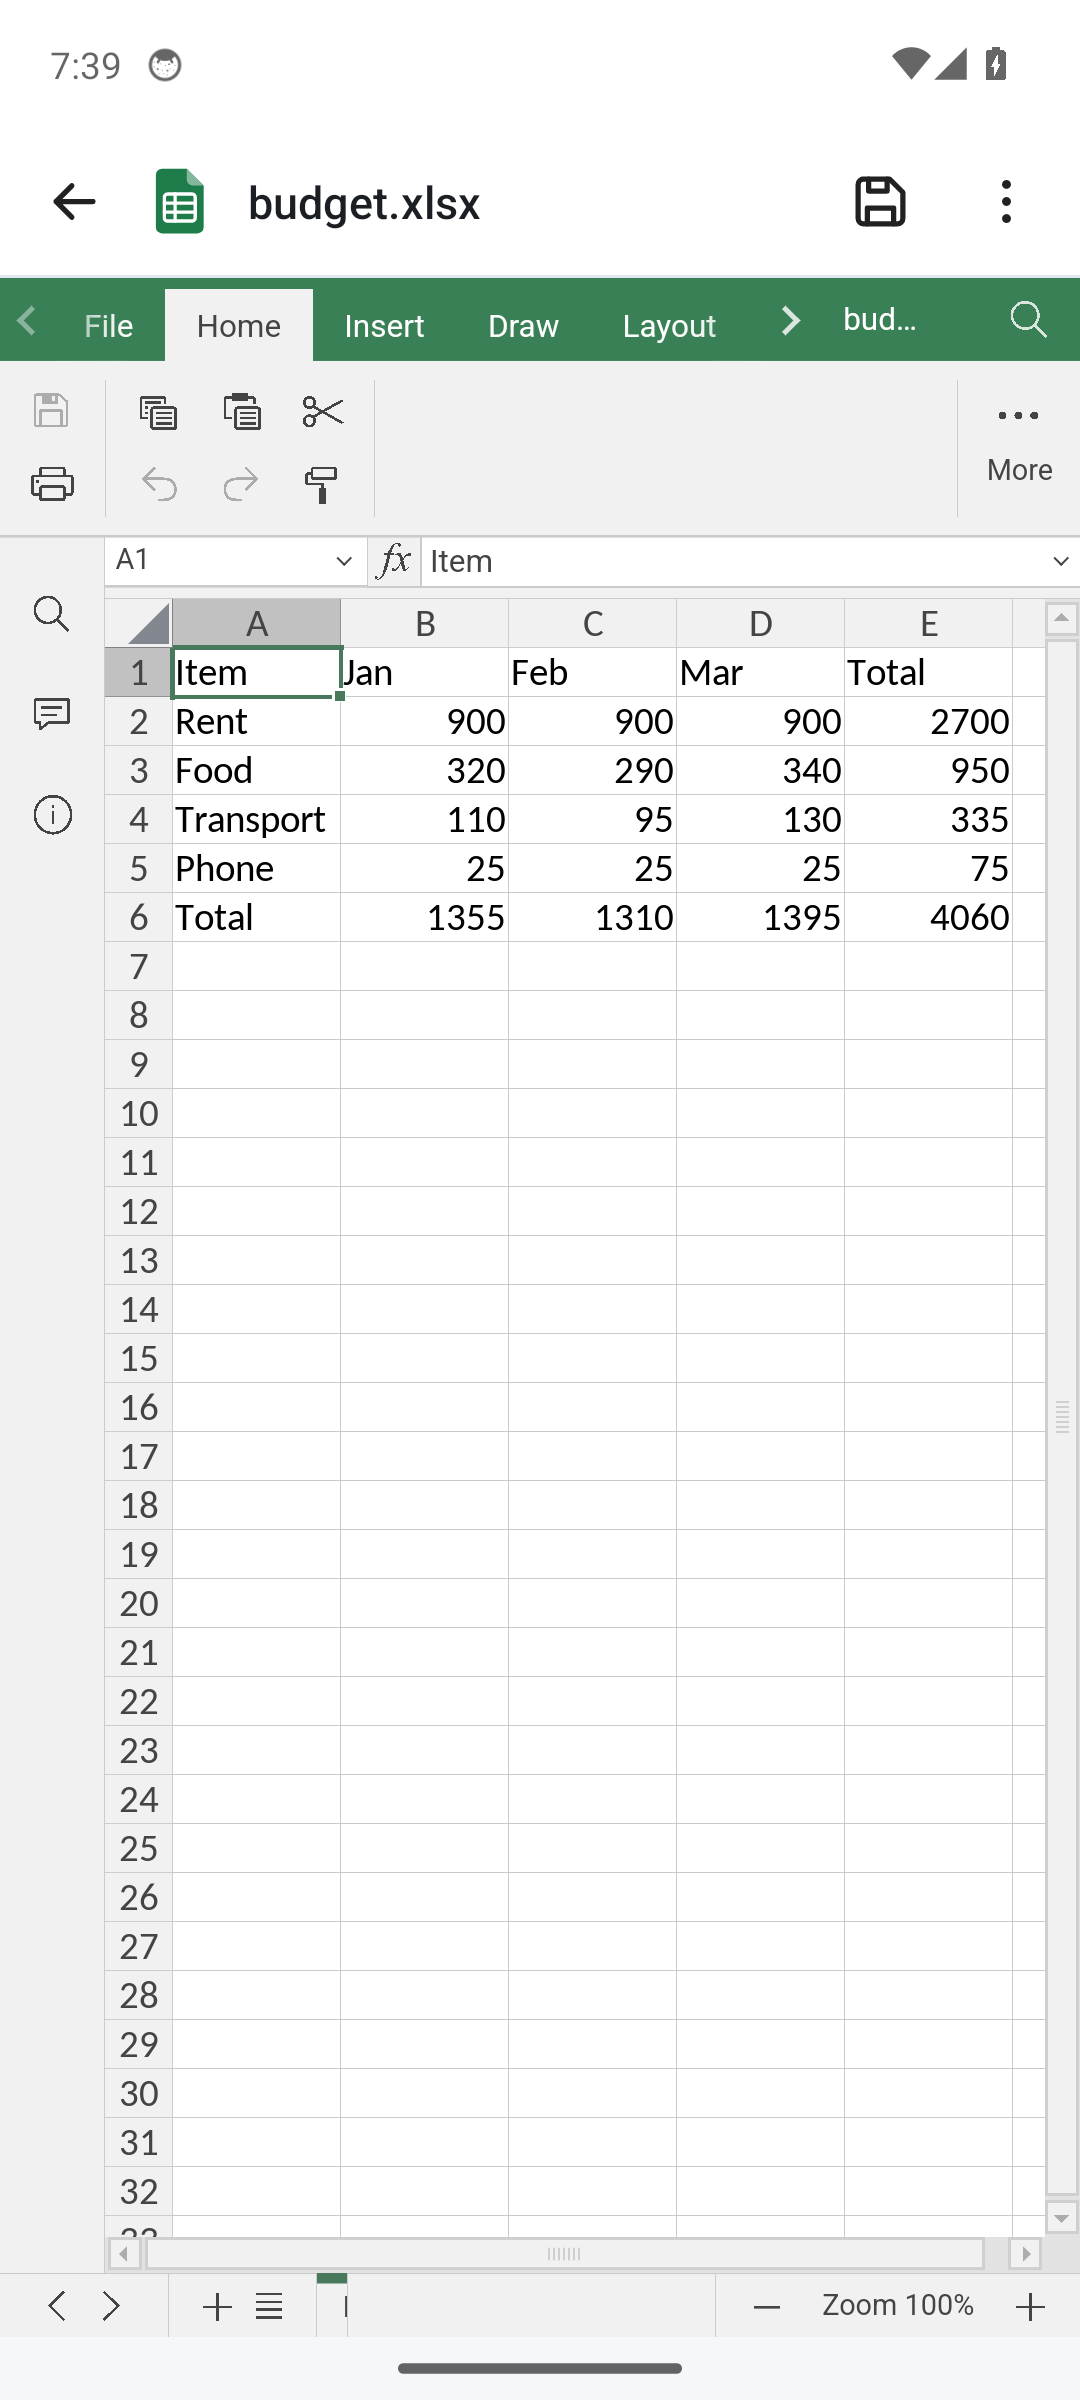 7:39
budget.xlsx
File Home Insert Draw Layout bud...
More
A1 fx Item
A B C D E
1 Item Jan Feb Mar Total
2 Rent 900 900 900 2700
3 Food 320 290 340 950
4 Transport 110 95 130 335
5 Phone 25 25 25 75
6 Total 1355 1310 1395 4060
7
8
9
10
11
12
13
14
15
16
17
18
19
20
21
22
23
24
25
26
27
28
29
30
31
32
Zoom 100%